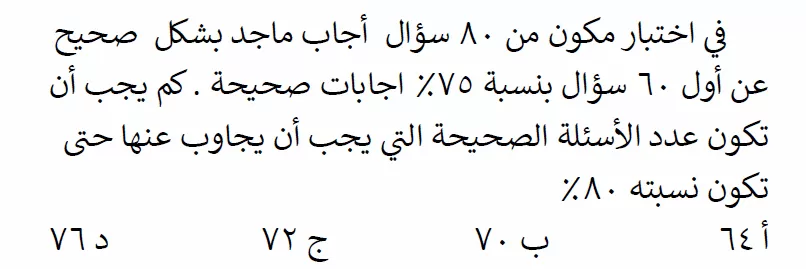 في اختبار مكون من ٨٠ سؤال أجاب ماجد بشكل صحيح
عن أول ٦٠ سؤال بنسبة ٧٥٪ اجابات صحيحة . كم يجب أن
تكون عدد الأسئلة الصحيحة التي يجب أن يجاوب عنها حتى
تكون نسبته ٨٠٪
أ ٦٤ ب ٧٠ ج ٧٢ د ٧٦